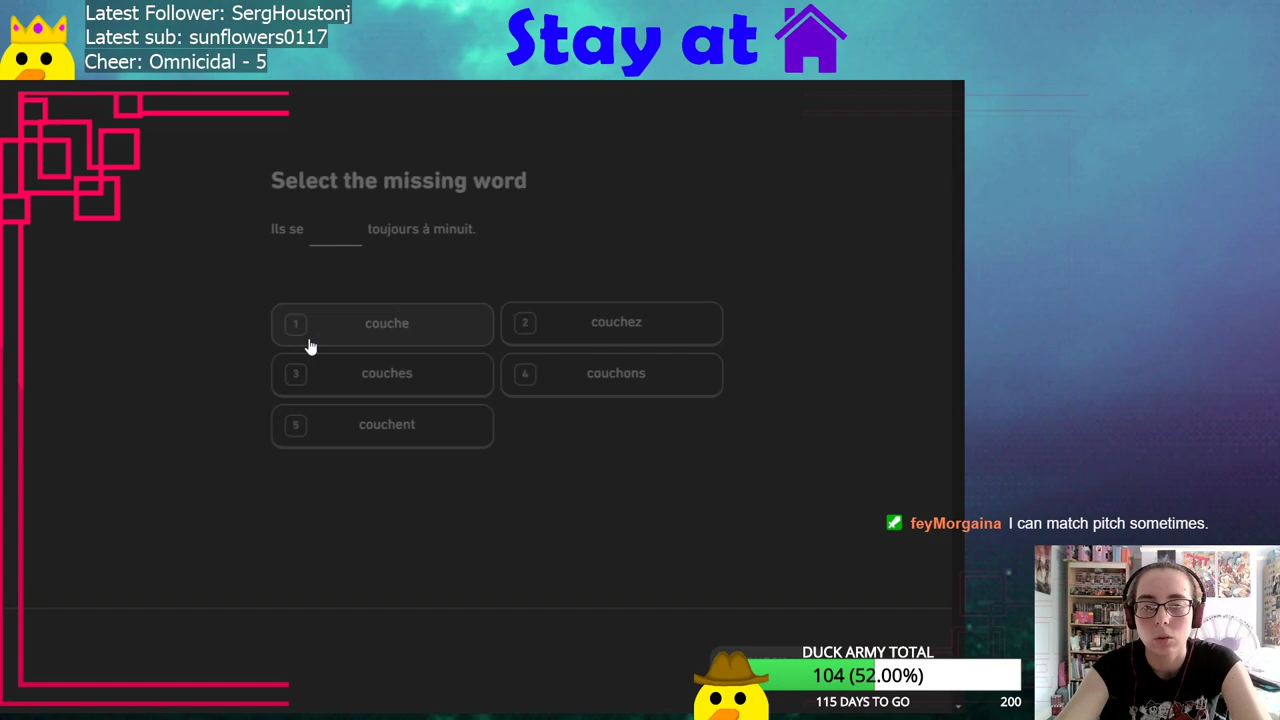 Latest Follower: SergHoustonj
Latest sub: sunflowers0117
Cheer: Omnicidal - 5
Stay at
Select the missing word
Ils se ______ toujours à minuit.
1 couche
2 couchez
3 couches
4 couchons
5 couchent
feyMorgaina I can match pitch sometimes.
DUCK ARMY TOTAL
104 (52.00%)
115 DAYS TO GO
200